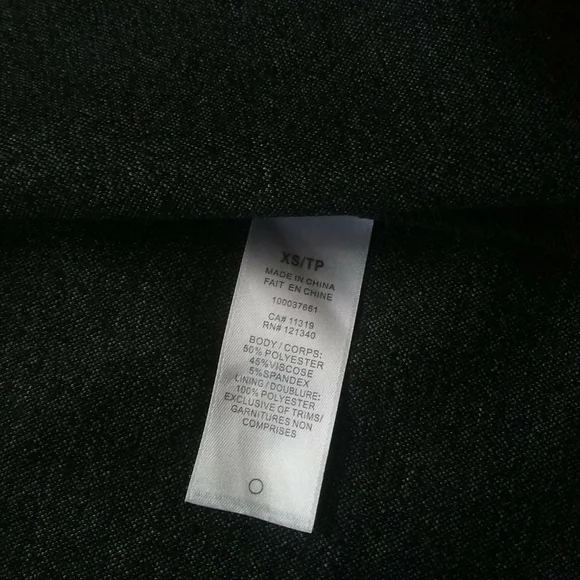 XS/TP
MADE IN CHINA
FAIT EN CHINE
100037661
CA# 11319
RN# 121340
BODY / CORPS:
50% POLYESTER
45%VISCOSE
5%SPANDEX
LINING / DOUBLURE:
100% POLYESTER
EXCLUSIVE OF TRIMS/
GARNITURES NON
COMPRISES